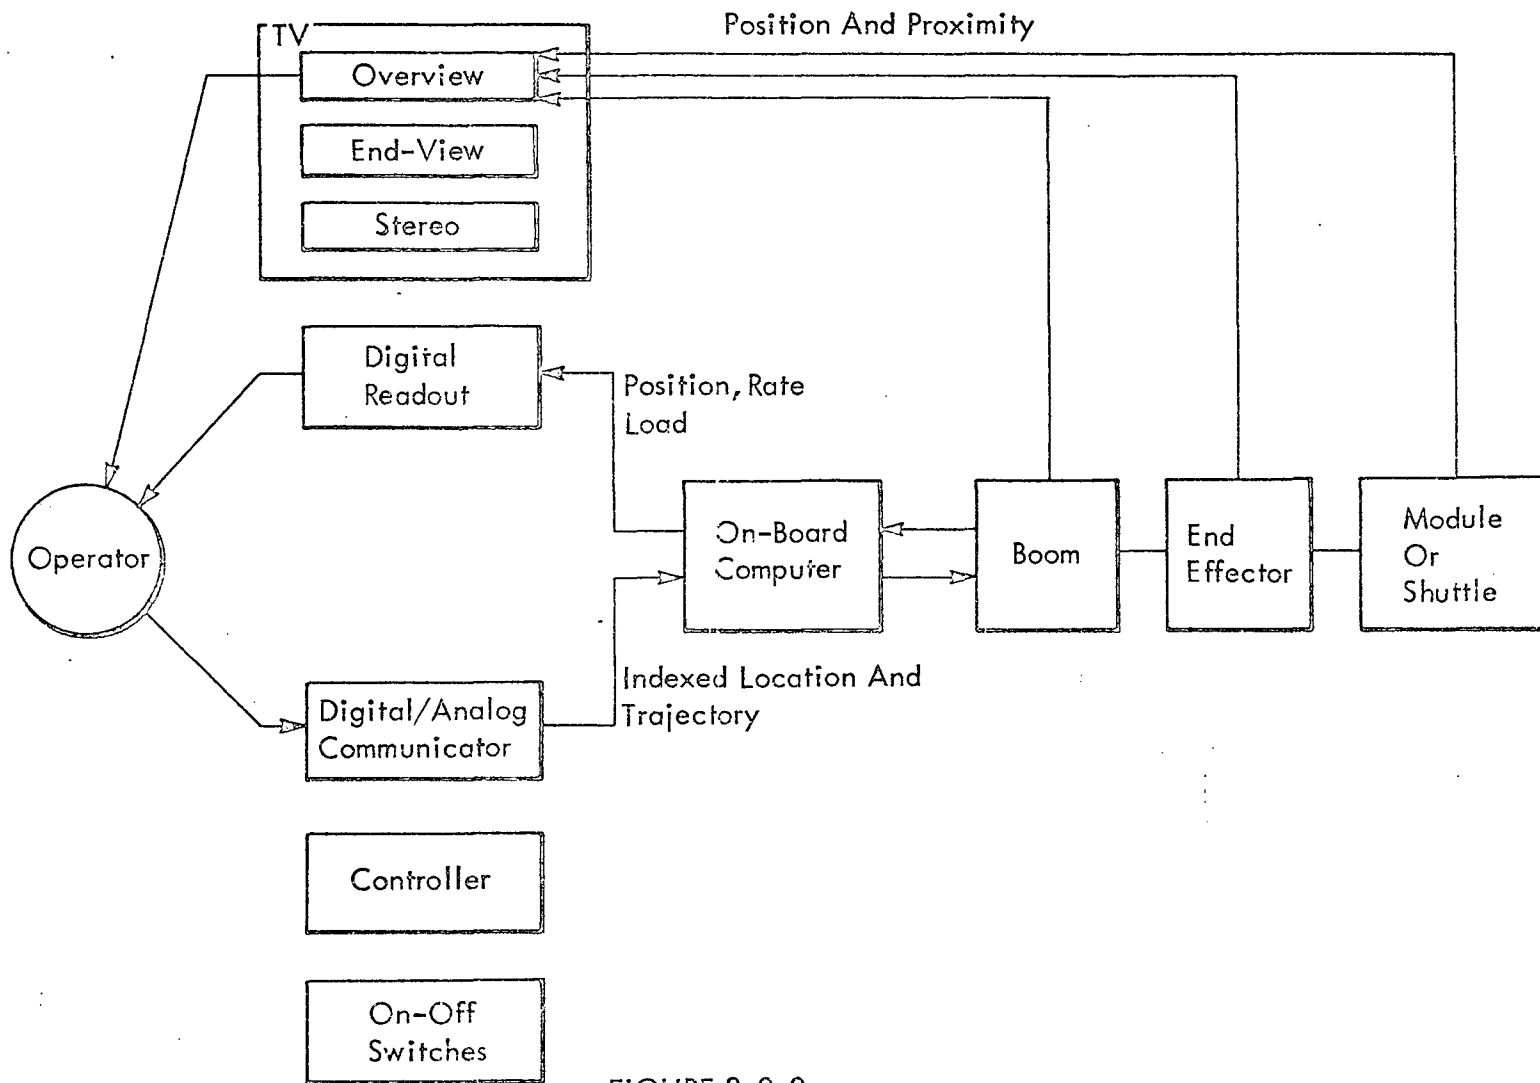 TV
Position And Proximity
Overview
End-View
Stereo
Digital
Readout
Position, Rate
Load
Operator
On-Board
Computer
Boom
End
Effector
Module
Or
Shuttle
Indexed Location And
Trajectory
Digital/Analog
Communicator
Controller
On-Off
Switches